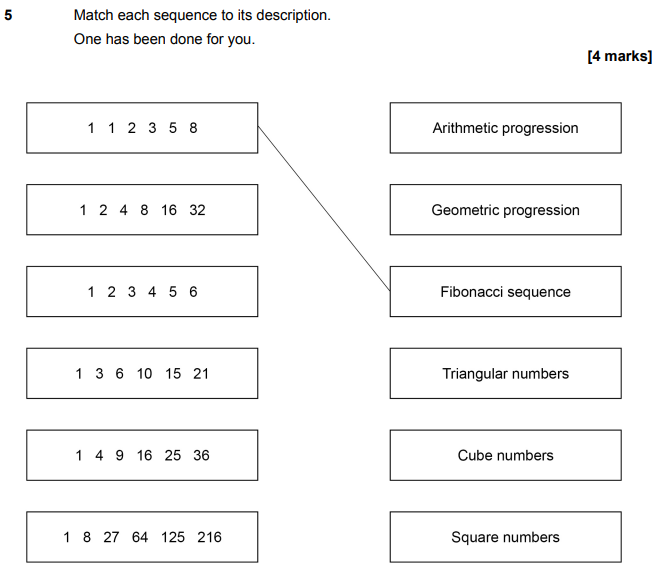 5 Match each sequence to its description.
One has been done for you.
[4 marks]
1 1 2 3 5 8
Arithmetic progression
1 2 4 8 16 32
Geometric progression
1 2 3 4 5 6
Fibonacci sequence
1 3 6 10 15 21
Triangular numbers
1 4 9 16 25 36
Cube numbers
1 8 27 64 125 216
Square numbers